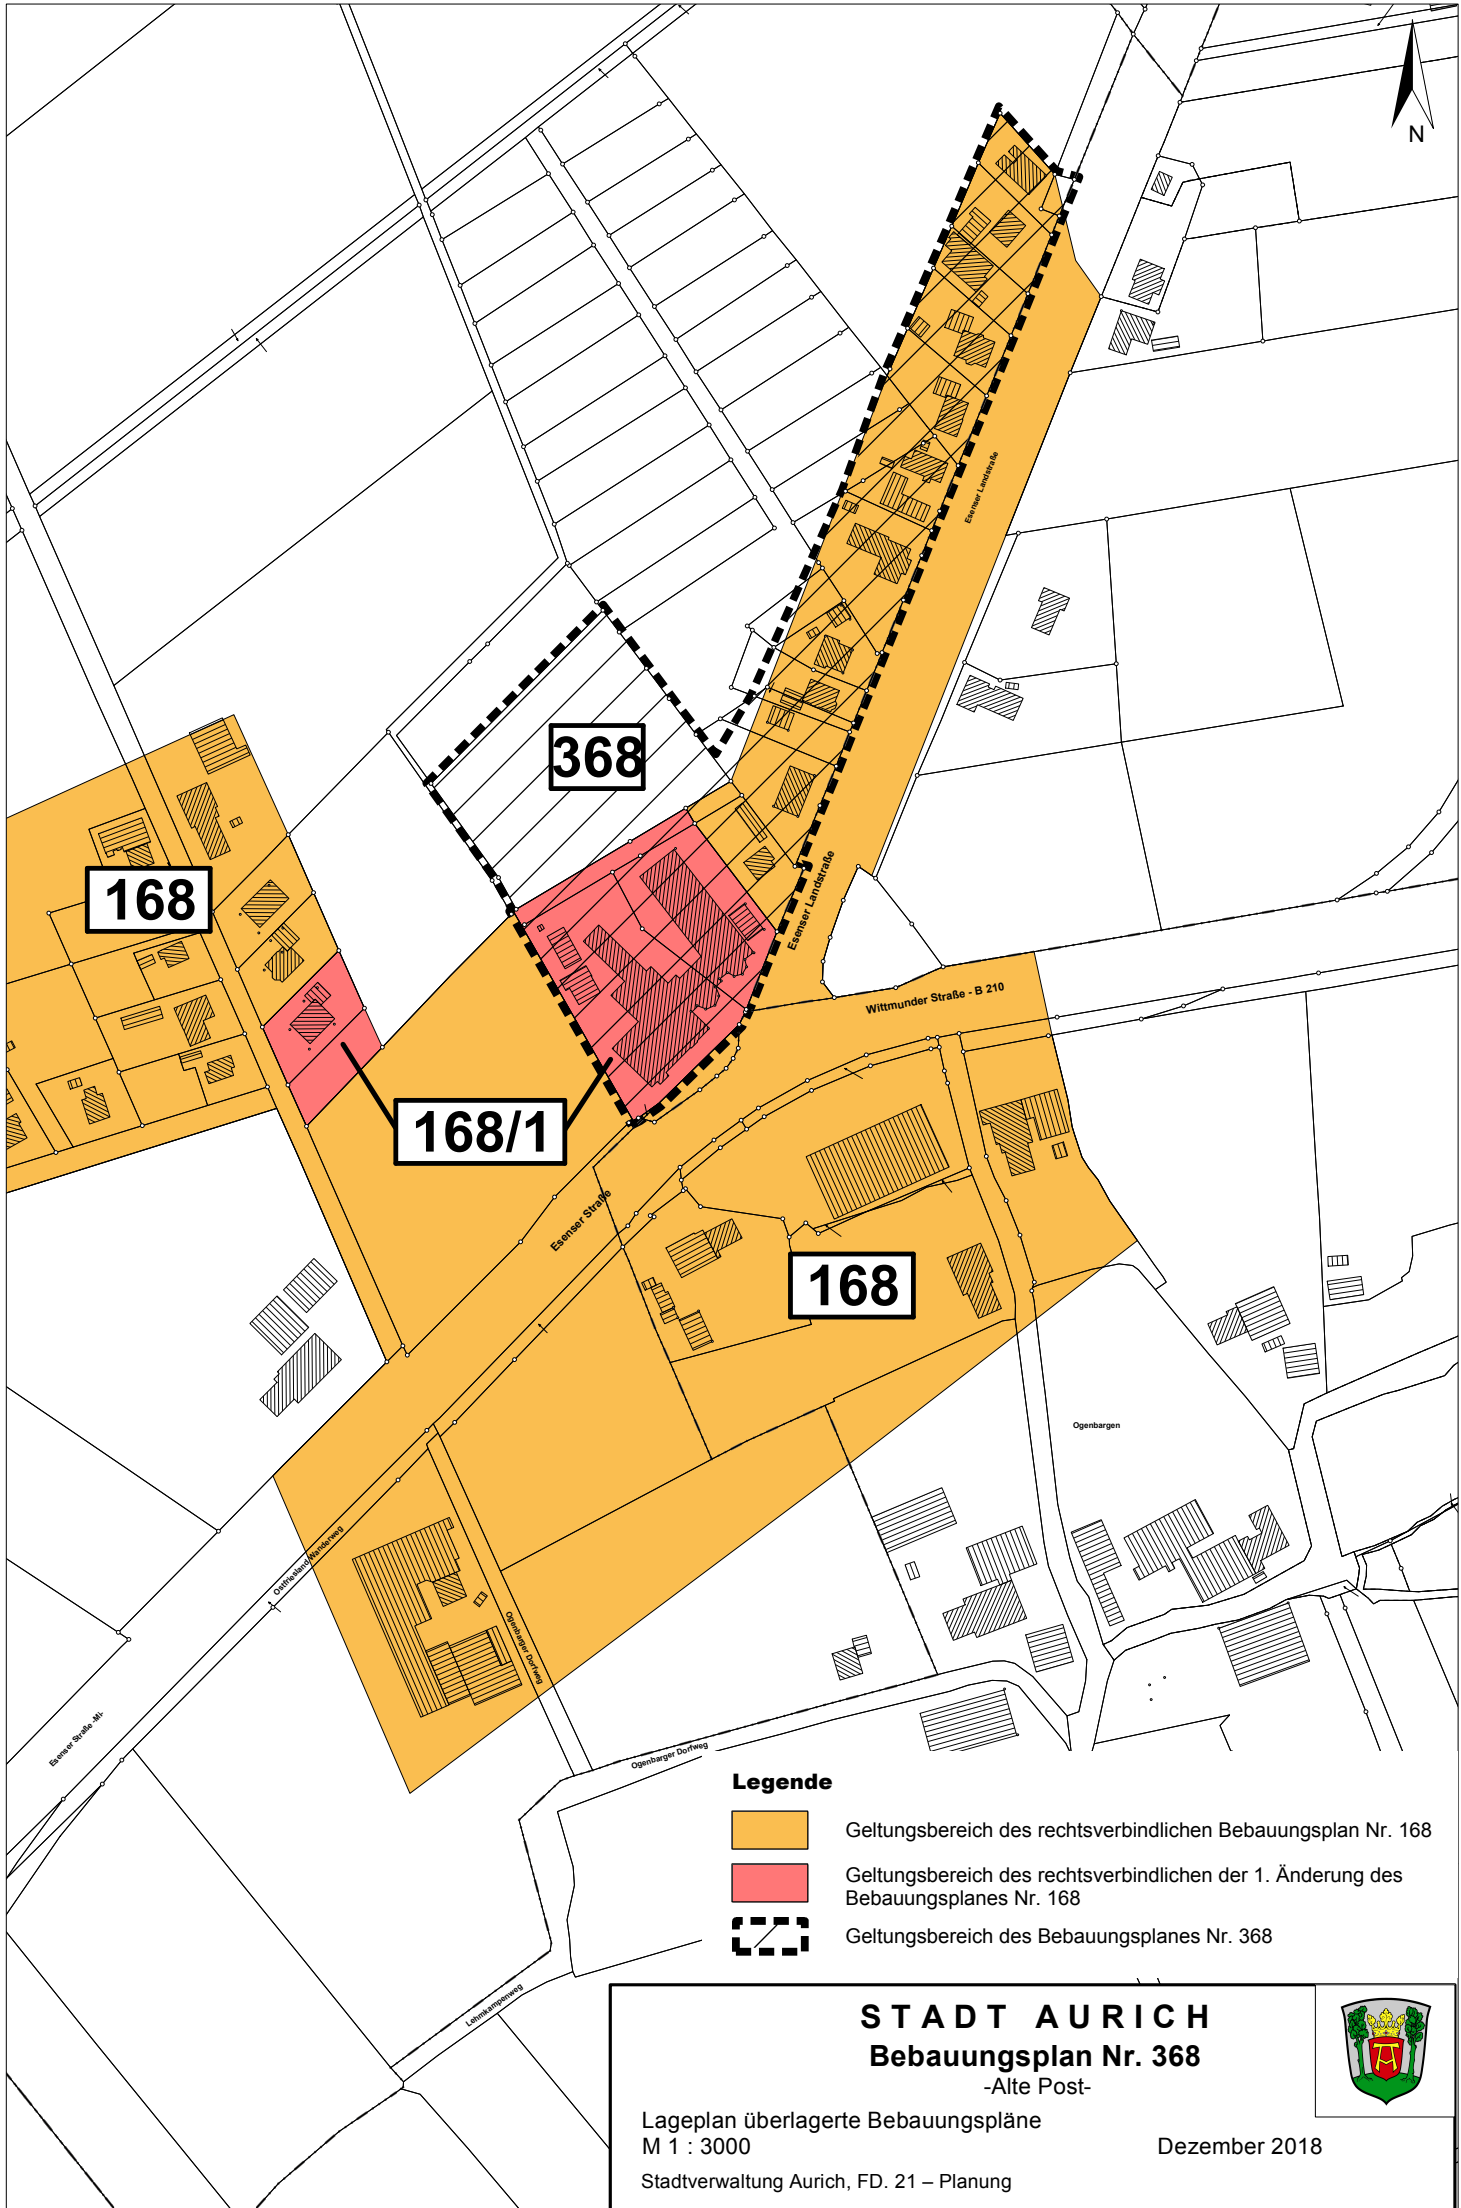 N
Esenser Landstraße
368
168
Esenser Landstraße
Wittmunder Straße - B 210
168/1
Esenser Straße
168
Ogenbargen
Ostfriesland-Wanderweg
Ogenbarger Dorfweg
Esenser Straße -Mi-
Ogenbarger Dorfweg
Lehmkampenweg
Legende
Geltungsbereich des rechtsverbindlichen Bebauungsplan Nr. 168
Geltungsbereich des rechtsverbindlichen der 1. Änderung des
Bebauungsplanes Nr. 168
Geltungsbereich des Bebauungsplanes Nr. 368
STADT AURICH
Bebauungsplan Nr. 368
-Alte Post-
Lageplan überlagerte Bebauungspläne
M 1 : 3000
Dezember 2018
Stadtverwaltung Aurich, FD. 21 – Planung